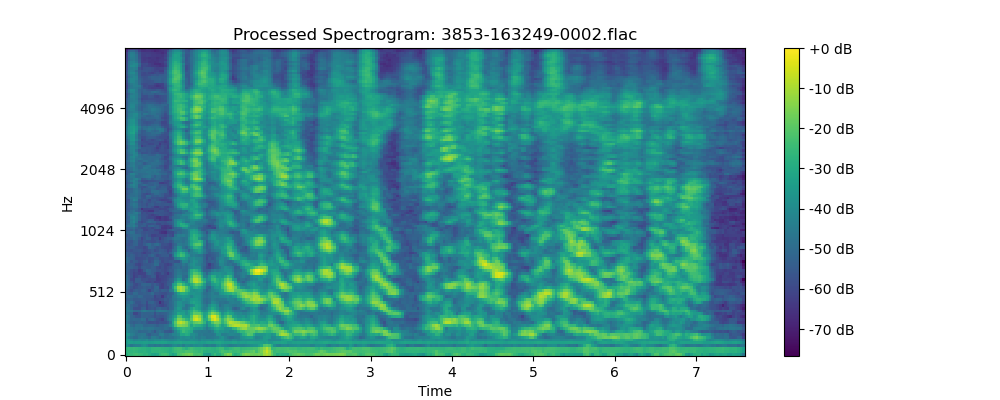 Processed Spectrogram: 3853-163249-0002.flac
Hz
4096
2048
1024
512
0
0 1 2 3 4 5 6 7
Time
+0 dB
-10 dB
-20 dB
-30 dB
-40 dB
-50 dB
-60 dB
-70 dB